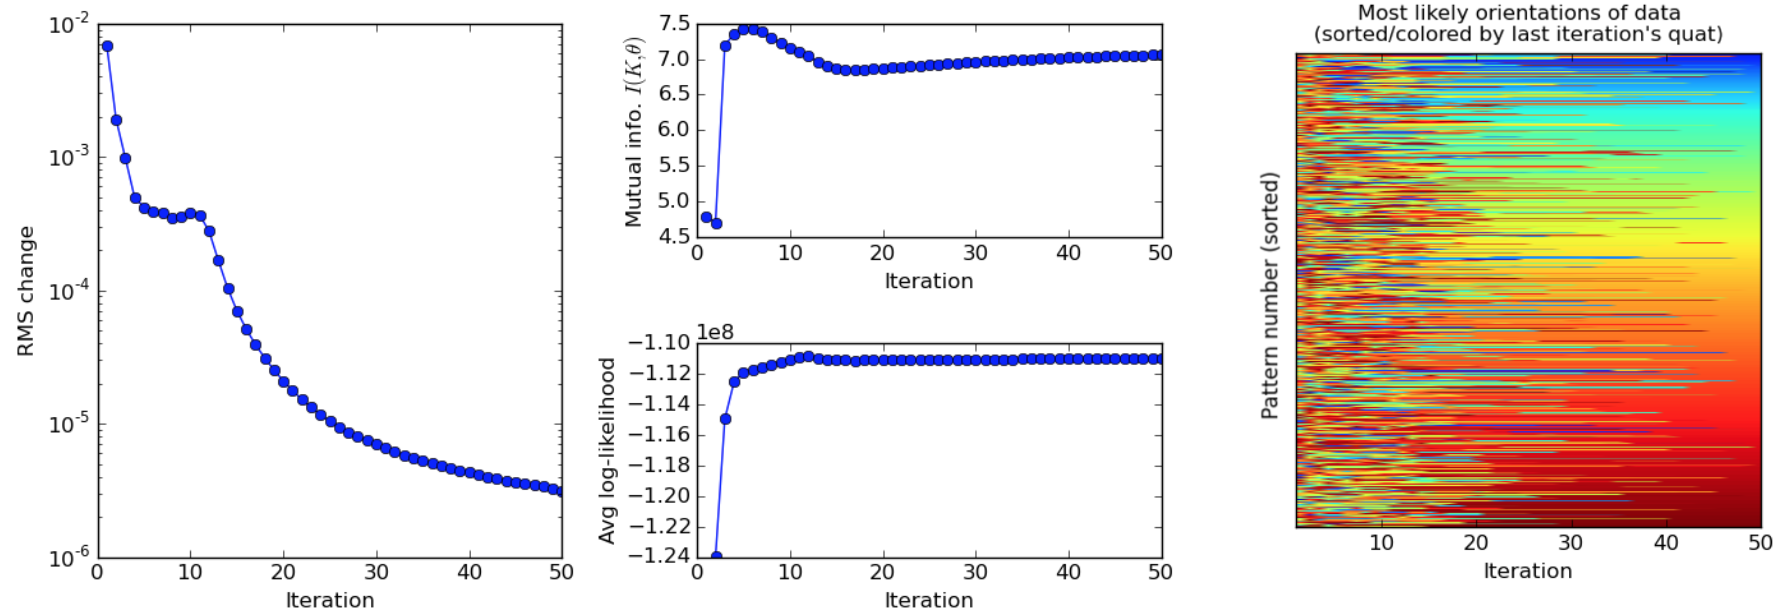 10^-2
10^-3
10^-4
10^-5
10^-6
RMS change
0 10 20 30 40 50
Iteration
7.5
7.0
6.5
6.0
5.5
5.0
4.5
Mutual info. I(K,θ)
0 10 20 30 40 50
Iteration
1e8
−1.10
−1.12
−1.14
−1.16
−1.18
−1.20
−1.22
−1.24
Avg log-likelihood
0 10 20 30 40 50
Iteration
Most likely orientations of data
(sorted/colored by last iteration's quat)
Pattern number (sorted)
10 20 30 40 50
Iteration